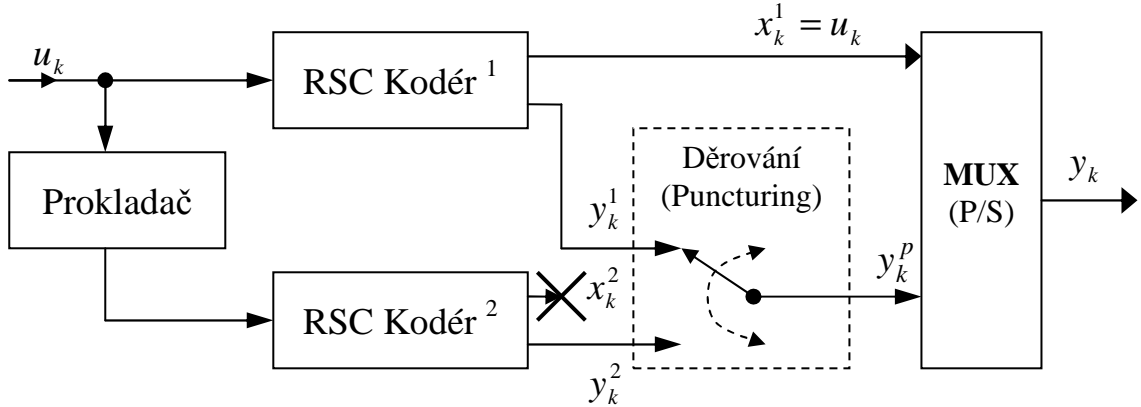 u_k
x_k^1 = u_k
RSC Kodér ^1
Děrování
(Puncturing)
Prokladač
y_k^1
MUX
(P/S)
y_k
RSC Kodér ^2
x_k^2
y_k^p
y_k^2